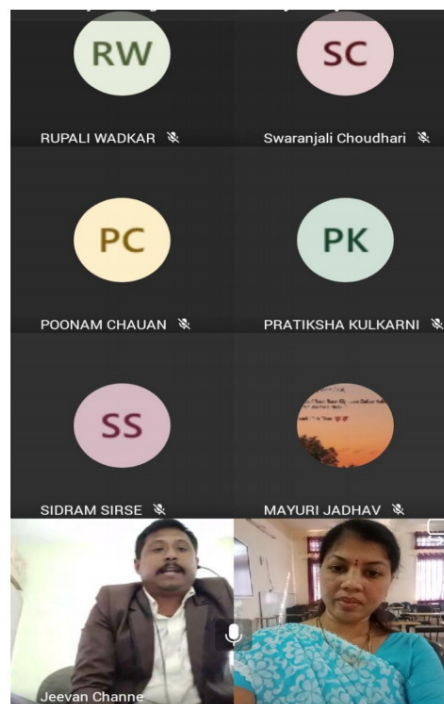 RW
SC
RUPALI WADKAR
Swaranjali Choudhari
PC
PK
POONAM CHAUAN
PRATIKSHA KULKARNI
SS
SIDRAM SIRSE
MAYURI JADHAV
Jeevan Channe